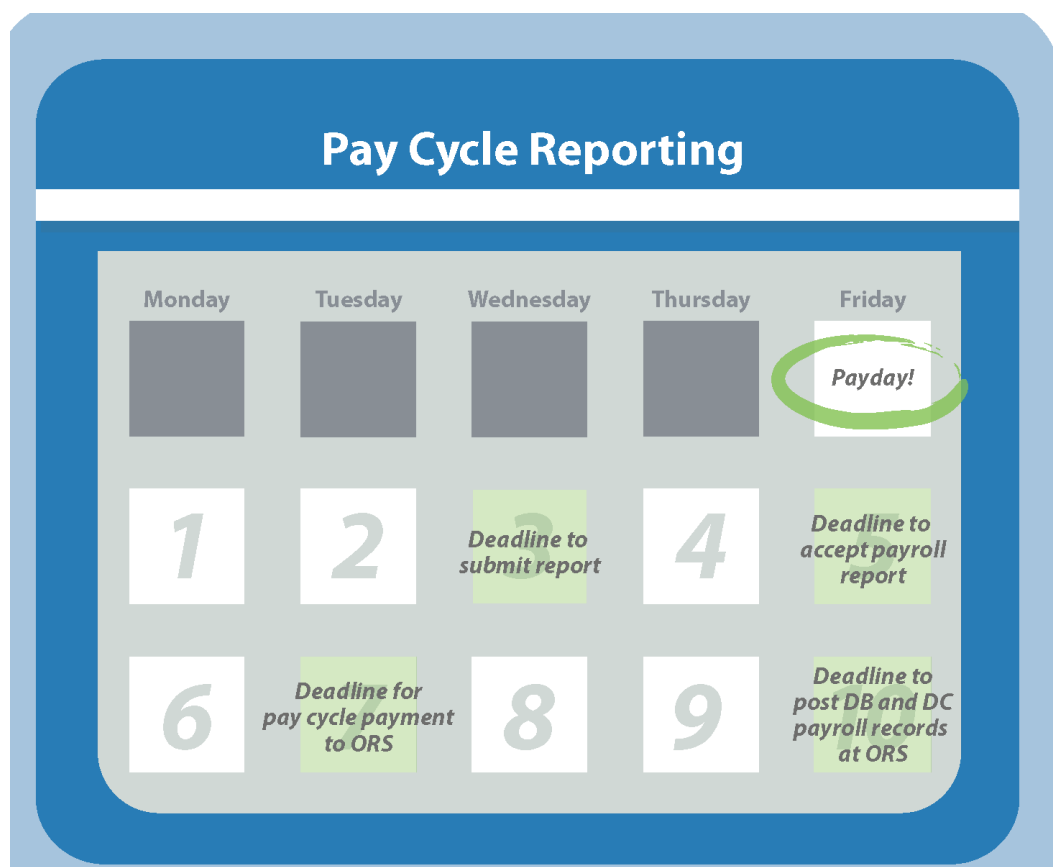 Pay Cycle Reporting
Monday Tuesday Wednesday Thursday Friday
Payday!
1
2
3
Deadline to
submit report
4
5
Deadline to
accept payroll
report
6
7
Deadline for
pay cycle payment
to ORS
8
9
10
Deadline to
post DB and DC
payroll records
at ORS